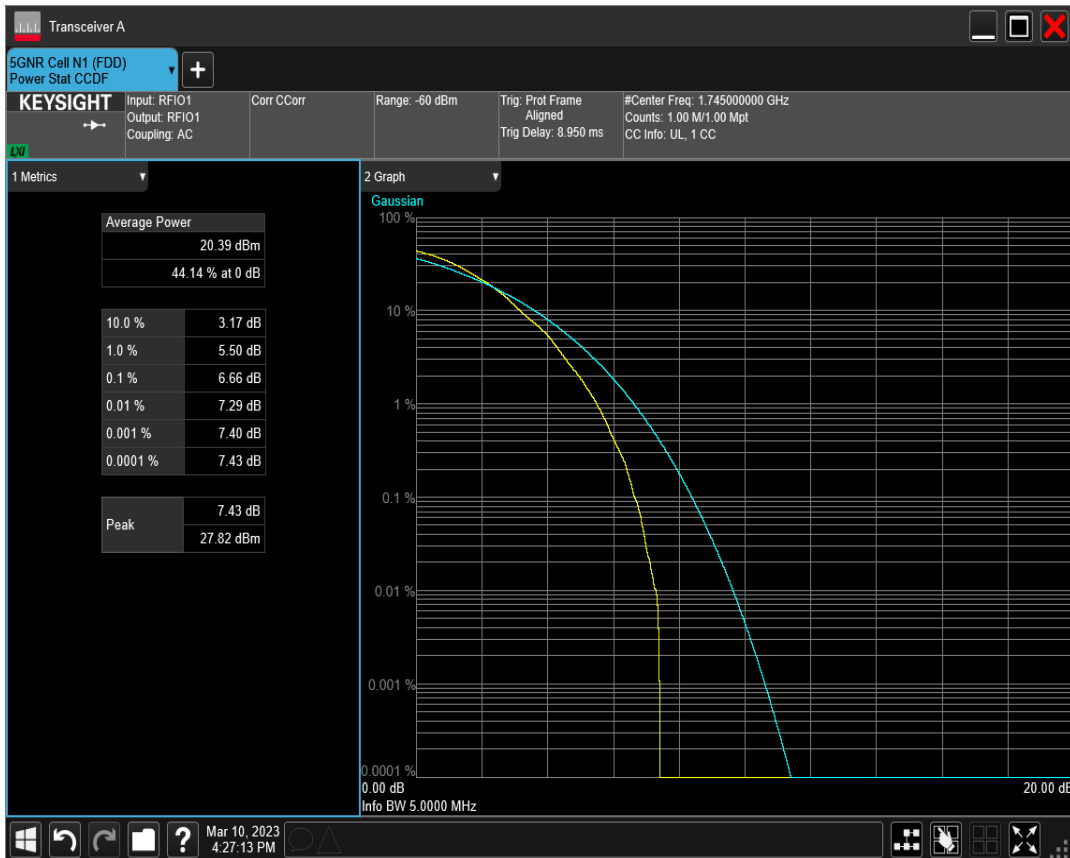 Transceiver A
5GNR Cell N1 (FDD)
Power Stat CCDF
+
KEYSIGHT
LXI
Input: RFIO1
Output: RFIO1
Coupling: AC
Corr CCorr
Range: -60 dBm
Trig: Prot Frame
Aligned
Trig Delay: 8.950 ms
#Center Freq: 1.745000000 GHz
Counts: 1.00 M/1.00 Mpt
CC Info: UL, 1 CC
1 Metrics
Average Power
20.39 dBm
44.14 % at 0 dB
10.0 % 3.17 dB
1.0 % 5.50 dB
0.1 % 6.66 dB
0.01 % 7.29 dB
0.001 % 7.40 dB
0.0001 % 7.43 dB
Peak 7.43 dB
27.82 dBm
2 Graph
Gaussian
100 %
10 %
1 %
0.1 %
0.01 %
0.001 %
0.0001 %
0.00 dB 20.00 dB
Info BW 5.0000 MHz
?
Mar 10, 2023
4:27:13 PM